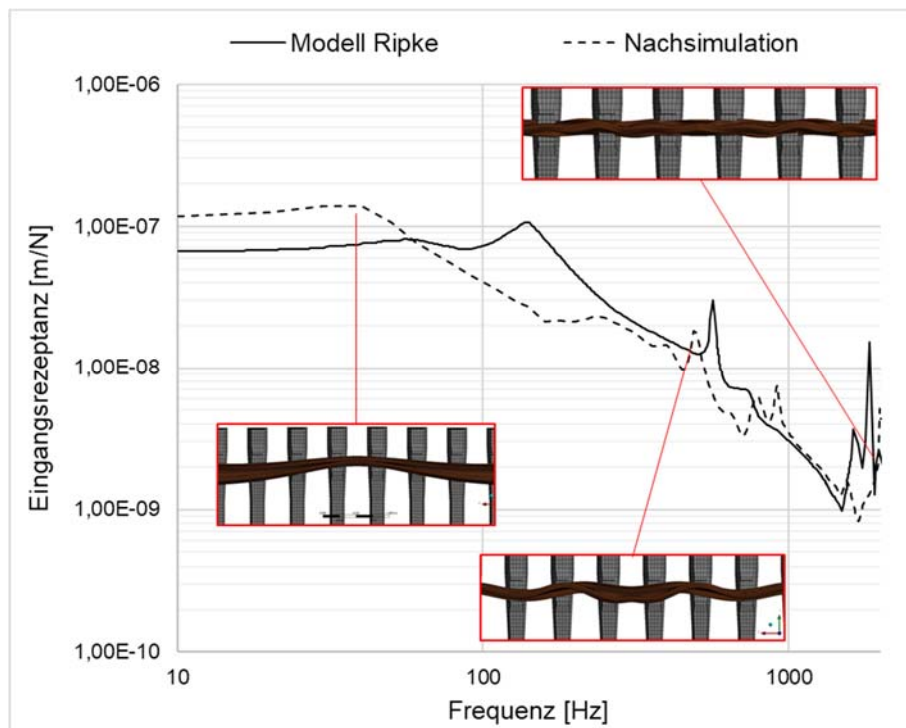 Modell Ripke
Nachsimulation
1,00E-06
1,00E-07
1,00E-08
1,00E-09
1,00E-10
Eingangsrezeptanz [m/N]
10
100
1000
Frequenz [Hz]